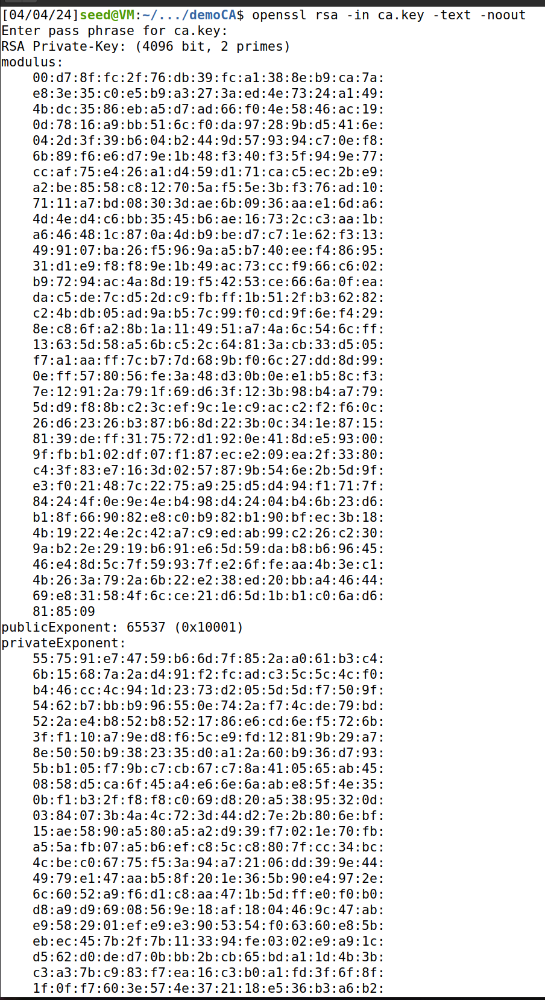 [04/04/24]seed@VM:~/.../demoCA$ openssl rsa -in ca.key -text -noout
Enter pass phrase for ca.key:
RSA Private-Key: (4096 bit, 2 primes)
modulus:
    00:d7:8f:fc:2f:76:db:39:fc:a1:38:8e:b9:ca:7a:
    e8:3e:35:c0:e5:b9:a3:27:3a:ed:4e:73:24:a1:49:
    4b:dc:35:86:eb:a5:d7:ad:66:f0:4e:58:46:ac:19:
    0d:78:16:a9:bb:51:6c:f0:da:97:28:9b:d5:41:6e:
    04:2d:3f:39:b6:04:b2:44:9d:57:93:94:c7:0e:f8:
    6b:89:f6:e6:d7:9e:1b:48:f3:40:f3:5f:94:9e:77:
    cc:af:75:e4:26:a1:d4:59:d1:71:ca:c5:ec:2b:e9:
    a2:be:85:58:c8:12:70:5a:f5:5e:3b:f3:76:ad:10:
    71:11:a7:bd:08:30:3d:ae:6b:09:36:aa:e1:6d:a6:
    4d:4e:d4:c6:bb:35:45:b6:ae:16:73:2c:c3:aa:1b:
    a6:46:48:1c:87:0a:4d:b9:be:d7:c7:1e:62:f3:13:
    49:91:07:ba:26:f5:96:9a:a5:b7:40:ee:f4:86:95:
    31:d1:e9:f8:f8:9e:1b:49:ac:73:cc:f9:66:c6:02:
    b9:72:94:ac:4a:8d:19:f5:42:53:ce:66:6a:0f:ea:
    da:c5:de:7c:d5:2d:c9:fb:ff:1b:51:2f:b3:62:82:
    c2:4b:db:05:ad:9a:b5:7c:99:f0:cd:9f:6e:f4:29:
    8e:c8:6f:a2:8b:1a:11:49:51:a7:4a:6c:54:6c:ff:
    13:63:5d:58:a5:6b:c5:2c:64:81:3a:cb:33:d5:05:
    f7:a1:aa:ff:7c:b7:7d:68:9b:f0:6c:27:dd:8d:99:
    0e:ff:57:80:56:fe:3a:48:d3:0b:0e:e1:b5:8c:f3:
    7e:12:91:2a:79:1f:69:d6:3f:12:3b:98:b4:a7:79:
    5d:d9:f8:8b:c2:3c:ef:9c:1e:c9:ac:c2:f2:f6:0c:
    26:d6:23:26:b3:87:b6:8d:22:3b:0c:34:1e:87:15:
    81:39:de:ff:31:75:72:d1:92:0e:41:8d:e5:93:00:
    9f:fb:b1:02:df:07:f1:87:ec:e2:09:ea:2f:33:80:
    c4:3f:83:e7:16:3d:02:57:87:9b:54:6e:2b:5d:9f:
    e3:f0:21:48:7c:22:75:a9:25:d5:d4:94:f1:71:7f:
    84:24:4f:0e:9e:4e:b4:98:d4:24:04:b4:6b:23:d6:
    b1:8f:66:90:82:e8:c0:b9:82:b1:90:bf:ec:3b:18:
    4b:19:22:4e:2c:42:a7:c9:ed:ab:99:c2:26:c2:30:
    9a:b2:2e:29:19:b6:91:e6:5d:59:da:b8:b6:96:45:
    46:e4:8d:5c:7f:59:93:7f:e2:6f:fe:aa:4b:3e:c1:
    4b:26:3a:79:2a:6b:22:e2:38:ed:20:bb:a4:46:44:
    69:e8:31:58:4f:6c:ce:21:d6:5d:1b:b1:c0:6a:d6:
    81:85:09
publicExponent: 65537 (0x10001)
privateExponent:
    55:75:91:e7:47:59:b6:6d:7f:85:2a:a0:61:b3:c4:
    6b:15:68:7a:2a:d4:91:f2:fc:ad:c3:5c:5c:4c:f0:
    b4:46:cc:4c:94:1d:23:73:d2:05:5d:5d:f7:50:9f:
    54:62:b7:bb:b9:96:55:0e:74:2a:f7:4c:de:79:bd:
    52:2a:e4:b8:52:b8:52:17:86:e6:cd:6e:f5:72:6b:
    3f:f1:10:a7:9e:d8:f6:5c:e9:fd:12:81:9b:29:a7:
    8e:50:50:b9:38:23:35:d0:a1:2a:60:b9:36:d7:93:
    5b:b1:05:f7:9b:c7:cb:67:c7:8a:41:05:65:ab:45:
    08:58:d5:ca:6f:45:a4:e6:6e:6a:ab:e8:5f:4e:35:
    0b:f1:b3:2f:f8:f8:c0:69:d8:20:a5:38:95:32:0d:
    03:84:07:3b:4a:4c:72:3d:44:d2:7e:2b:80:6e:bf:
    15:ae:58:90:a5:80:a5:a2:d9:39:f7:02:1e:70:fb:
    a5:5a:fb:07:a5:b6:ef:c8:5c:c8:80:7f:cc:34:bc:
    4c:be:c0:67:75:f5:3a:94:a7:21:06:dd:39:9e:44:
    49:79:e1:47:aa:b5:8f:20:1e:36:5b:90:e4:97:2e:
    6c:60:52:a9:f6:d1:c8:aa:47:1b:5d:ff:e0:f0:b0:
    d8:a9:d9:69:08:56:9e:18:af:18:04:46:9c:47:ab:
    e9:58:29:01:ef:e9:e3:90:53:54:f0:63:60:e8:5b:
    eb:ec:45:7b:2f:7b:11:33:94:fe:03:02:e9:a9:1c:
    d5:62:d0:de:d7:0b:bb:2b:cb:65:bd:a1:1d:4b:3b:
    c3:a3:7b:c9:83:f7:ea:16:c3:b0:a1:fd:3f:6f:8f:
    1f:0f:f7:60:3e:57:4e:37:21:18:e5:36:b3:a6:b2: